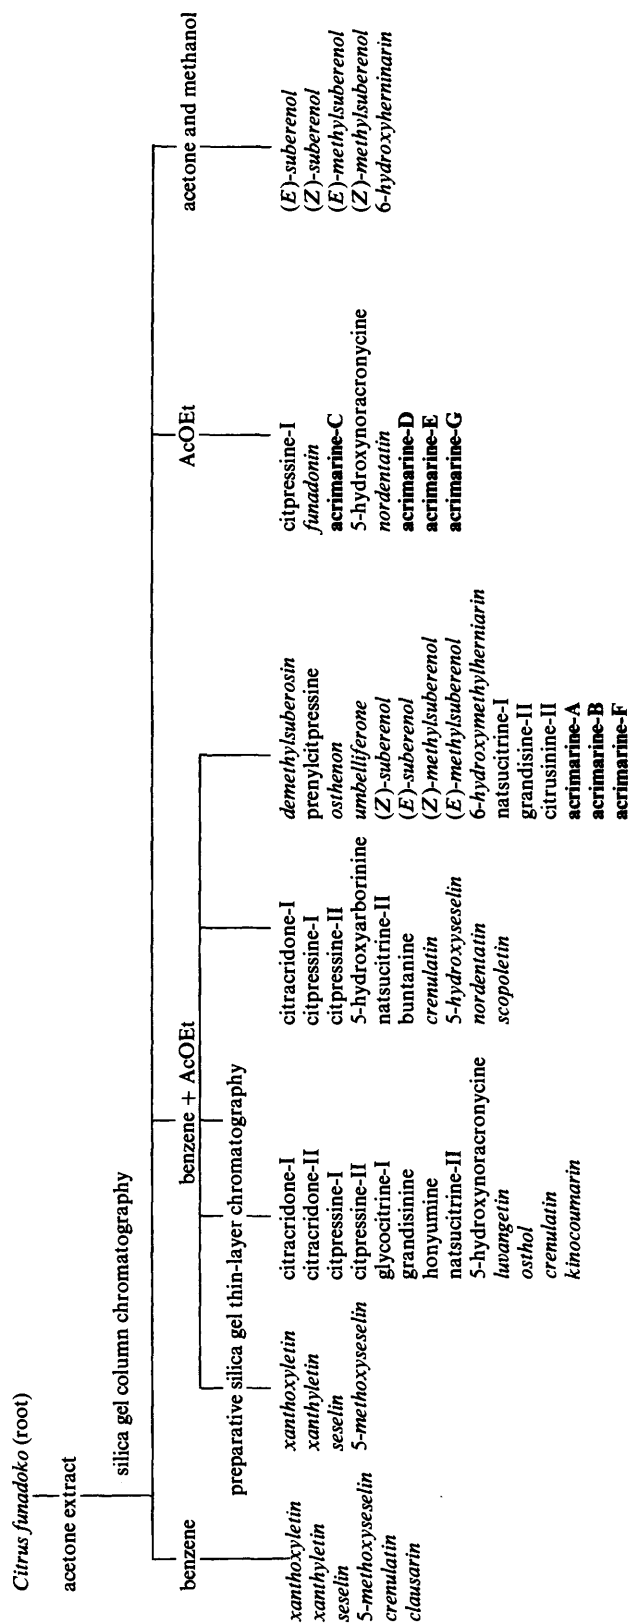 Citrus funadoko (root)
acetone extract
silica gel column chromatography
benzene
benzene + AcOEt
AcOEt
acetone and methanol
preparative silica gel thin-layer chromatography
xanthoxyletin
xanthyletin
seselin
5-methoxyseselin
crenulatin
clausarin
xanthoxyletin
xanthyletin
seselin
5-methoxyseselin
citracridone-I
citracridone-II
citpressine-I
citpressine-II
glycocitrine-I
grandisinine
honyumine
natsucitrine-II
5-hydroxynoracronycine
luvangetin
osthol
crenulatin
kinocoumarin
citracridone-I
citpressine-I
citpressine-II
5-hydroxyarborinine
natsucitrine-II
buntanine
crenulatin
5-hydroxyseselin
nordentatin
scopoletin
demethylsuberosin
prenylcitpressine
osthenon
umbelliferone
(Z)-suberenol
(E)-suberenol
(Z)-methylsuberenol
(E)-methylsuberenol
6-hydroxymethylherniarin
natsucitrine-I
grandisine-II
citrusinine-II
acrimarine-A
acrimarine-B
acrimarine-F
citpressine-I
funadonin
acrimarine-C
5-hydroxynoracronycine
nordentatin
acrimarine-D
acrimarine-E
acrimarine-G
(E)-suberenol
(Z)-suberenol
(E)-methylsuberenol
(Z)-methylsuberenol
6-hydroxyherninarin